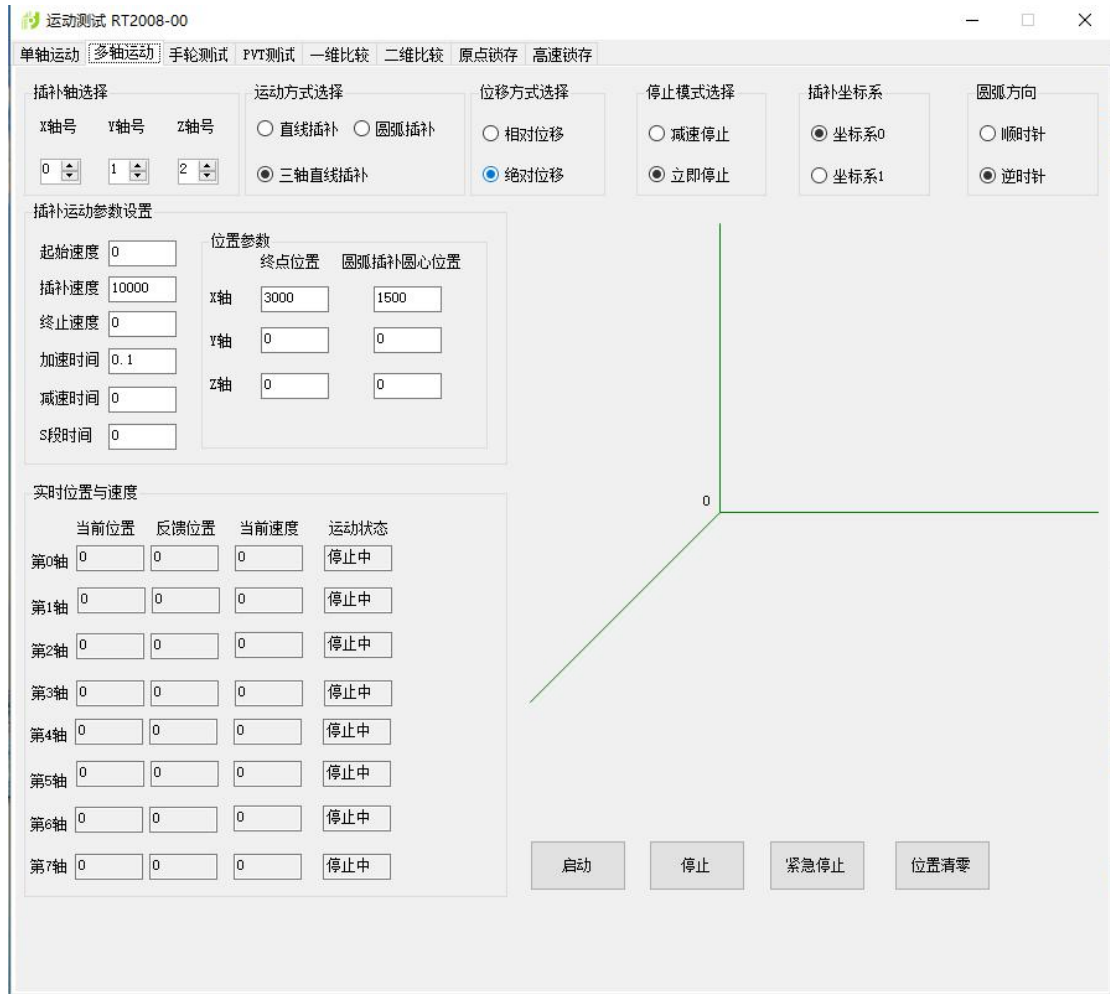 运动测试 RT2008-00
单轴运动 多轴运动 手轮测试 PVT测试 一维比较 二维比较 原点锁存 高速锁存
插补轴选择 运动方式选择 位移方式选择 停止模式选择 插补坐标系 圆弧方向
X轴号 Y轴号 Z轴号 直线插补 圆弧插补 相对位移 减速停止 坐标系0 顺时针
0 1 2 三轴直线插补 绝对位移 立即停止 坐标系1 逆时针
插补运动参数设置
起始速度 0
插补速度 10000
终止速度 0
加速时间 0.1
减速时间 0
S段时间 0
位置参数
终点位置 圆弧插补圆心位置
X轴 3000 1500
Y轴 0 0
Z轴 0 0
0
实时位置与速度
当前位置 反馈位置 当前速度 运动状态
第0轴 0 0 0 停止中
第1轴 0 0 0 停止中
第2轴 0 0 0 停止中
第3轴 0 0 0 停止中
第4轴 0 0 0 停止中
第5轴 0 0 0 停止中
第6轴 0 0 0 停止中
第7轴 0 0 0 停止中
启动 停止 紧急停止 位置清零